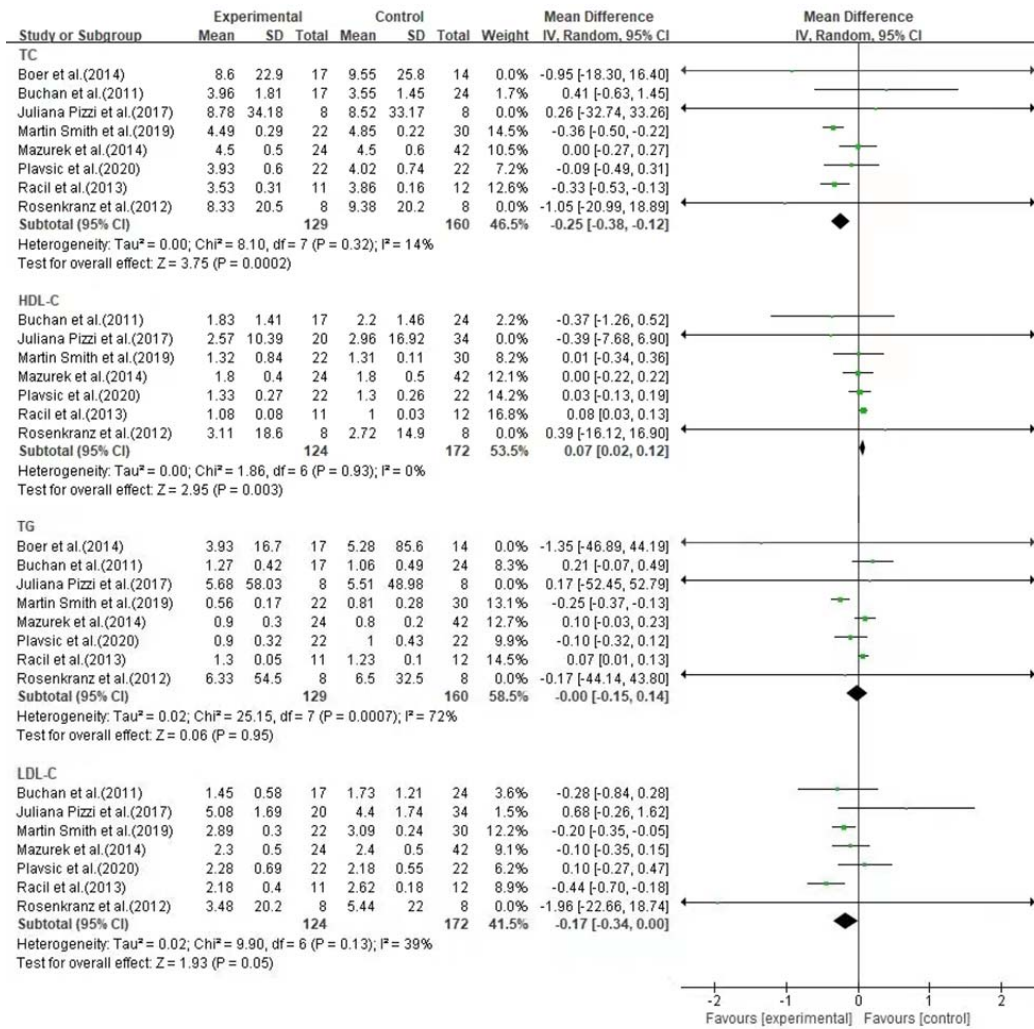 Experimental Control Mean Difference Mean Difference
Study or Subgroup Mean SD Total Mean SD Total Weight IV, Random, 95% CI IV, Random, 95% CI
TC
Boer et al.(2014) 8.6 22.9 17 9.55 25.8 14 0.0% -0.95 [-18.30, 16.40]
Buchan et al.(2011) 3.96 1.81 17 3.55 1.45 24 1.7% 0.41 [-0.63, 1.45]
Juliana Pizzi et al.(2017) 8.78 34.18 8 8.52 33.17 8 0.0% 0.26 [-32.74, 33.26]
Martin Smith et al.(2019) 4.49 0.29 22 4.85 0.22 30 14.5% -0.36 [-0.50, -0.22]
Mazurek et al.(2014) 4.5 0.5 24 4.5 0.6 42 10.5% 0.00 [-0.27, 0.27]
Plavsic et al.(2020) 3.93 0.6 22 4.02 0.74 22 7.2% -0.09 [-0.49, 0.31]
Racil et al.(2013) 3.53 0.31 11 3.86 0.16 12 12.6% -0.33 [-0.53, -0.13]
Rosenkranz et al.(2012) 8.33 20.5 8 9.38 20.2 8 0.0% -1.05 [-20.99, 18.89]
Subtotal (95% CI) 129 160 46.5% -0.25 [-0.38, -0.12]
Heterogeneity: Tau² = 0.00; Chi² = 8.10, df = 7 (P = 0.32); I² = 14%
Test for overall effect: Z = 3.75 (P = 0.0002)
HDL-C
Buchan et al.(2011) 1.83 1.41 17 2.2 1.46 24 2.2% -0.37 [-1.26, 0.52]
Juliana Pizzi et al.(2017) 2.57 10.39 20 2.96 16.92 34 0.0% -0.39 [-7.68, 6.90]
Martin Smith et al.(2019) 1.32 0.84 22 1.31 0.11 30 8.2% 0.01 [-0.34, 0.36]
Mazurek et al.(2014) 1.8 0.4 24 1.8 0.5 42 12.1% 0.00 [-0.22, 0.22]
Plavsic et al.(2020) 1.33 0.27 22 1.3 0.26 22 14.2% 0.03 [-0.13, 0.19]
Racil et al.(2013) 1.08 0.08 11 1 0.03 12 16.8% 0.08 [0.03, 0.13]
Rosenkranz et al.(2012) 3.11 18.6 8 2.72 14.9 8 0.0% 0.39 [-16.12, 16.90]
Subtotal (95% CI) 124 172 53.5% 0.07 [0.02, 0.12]
Heterogeneity: Tau² = 0.00; Chi² = 1.86, df = 6 (P = 0.93); I² = 0%
Test for overall effect: Z = 2.95 (P = 0.003)
TG
Boer et al.(2014) 3.93 16.7 17 5.28 85.6 14 0.0% -1.35 [-46.89, 44.19]
Buchan et al.(2011) 1.27 0.42 17 1.06 0.49 24 8.3% 0.21 [-0.07, 0.49]
Juliana Pizzi et al.(2017) 5.68 58.03 8 5.51 48.98 8 0.0% 0.17 [-52.45, 52.79]
Martin Smith et al.(2019) 0.56 0.17 22 0.81 0.28 30 13.1% -0.25 [-0.37, -0.13]
Mazurek et al.(2014) 0.9 0.3 24 0.8 0.2 42 12.7% 0.10 [-0.03, 0.23]
Plavsic et al.(2020) 0.9 0.32 22 1 0.43 22 9.9% -0.10 [-0.32, 0.12]
Racil et al.(2013) 1.3 0.05 11 1.23 0.1 12 14.5% 0.07 [0.01, 0.13]
Rosenkranz et al.(2012) 6.33 54.5 8 6.5 32.5 8 0.0% -0.17 [-44.14, 43.80]
Subtotal (95% CI) 129 160 58.5% -0.00 [-0.15, 0.14]
Heterogeneity: Tau² = 0.02; Chi² = 25.15, df = 7 (P = 0.0007); I² = 72%
Test for overall effect: Z = 0.06 (P = 0.95)
LDL-C
Buchan et al.(2011) 1.45 0.58 17 1.73 1.21 24 3.6% -0.28 [-0.84, 0.28]
Juliana Pizzi et al.(2017) 5.08 1.69 20 4.4 1.74 34 1.5% 0.68 [-0.26, 1.62]
Martin Smith et al.(2019) 2.89 0.3 22 3.09 0.24 30 12.2% -0.20 [-0.35, -0.05]
Mazurek et al.(2014) 2.3 0.5 24 2.4 0.5 42 9.1% -0.10 [-0.35, 0.15]
Plavsic et al.(2020) 2.28 0.69 22 2.18 0.55 22 6.2% 0.10 [-0.27, 0.47]
Racil et al.(2013) 2.18 0.4 11 2.62 0.18 12 8.9% -0.44 [-0.70, -0.18]
Rosenkranz et al.(2012) 3.48 20.2 8 5.44 22 8 0.0% -1.96 [-22.66, 18.74]
Subtotal (95% CI) 124 172 41.5% -0.17 [-0.34, 0.00]
Heterogeneity: Tau² = 0.02; Chi² = 9.90, df = 6 (P = 0.13); I² = 39%
Test for overall effect: Z = 1.93 (P = 0.05)
-2 -1 0 1 2
Favours [experimental] Favours [control]